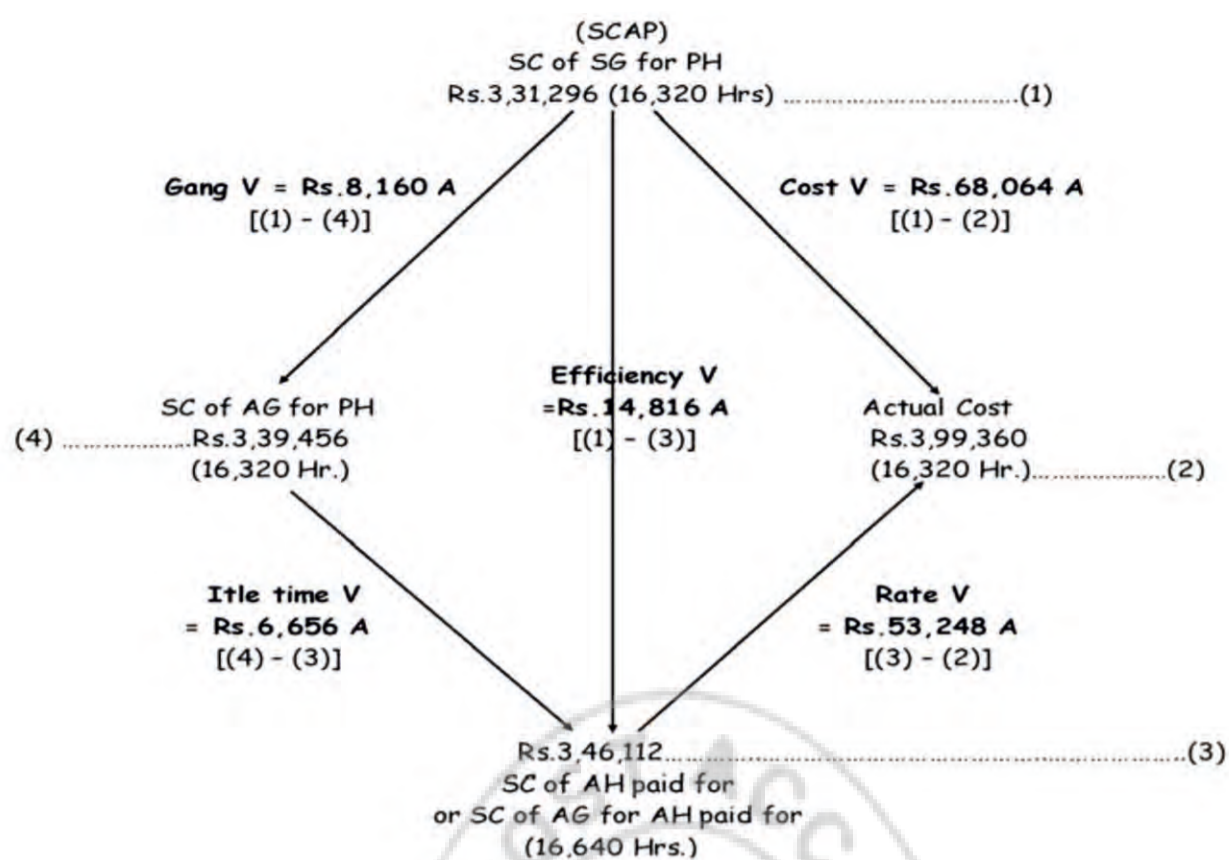 (SCAP)
SC of SG for PH
Rs.3,31,296 (16,320 Hrs) ..............................(1)
Gang V = Rs.8,160 A
[(1) - (4)]
Cost V = Rs.68,064 A
[(1) - (2)]
Efficiency V
=Rs.14,816 A
[(1) - (3)]
SC of AG for PH
(4) ................Rs.3,39,456
(16,320 Hr.)
Actual Cost
Rs.3,99,360
(16,320 Hr.)..................(2)
Itle time V
= Rs.6,656 A
[(4) - (3)]
Rate V
= Rs.53,248 A
[(3) - (2)]
Rs.3,46,112......................................................................(3)
SC of AH paid for
or SC of AG for AH paid for
(16,640 Hrs.)